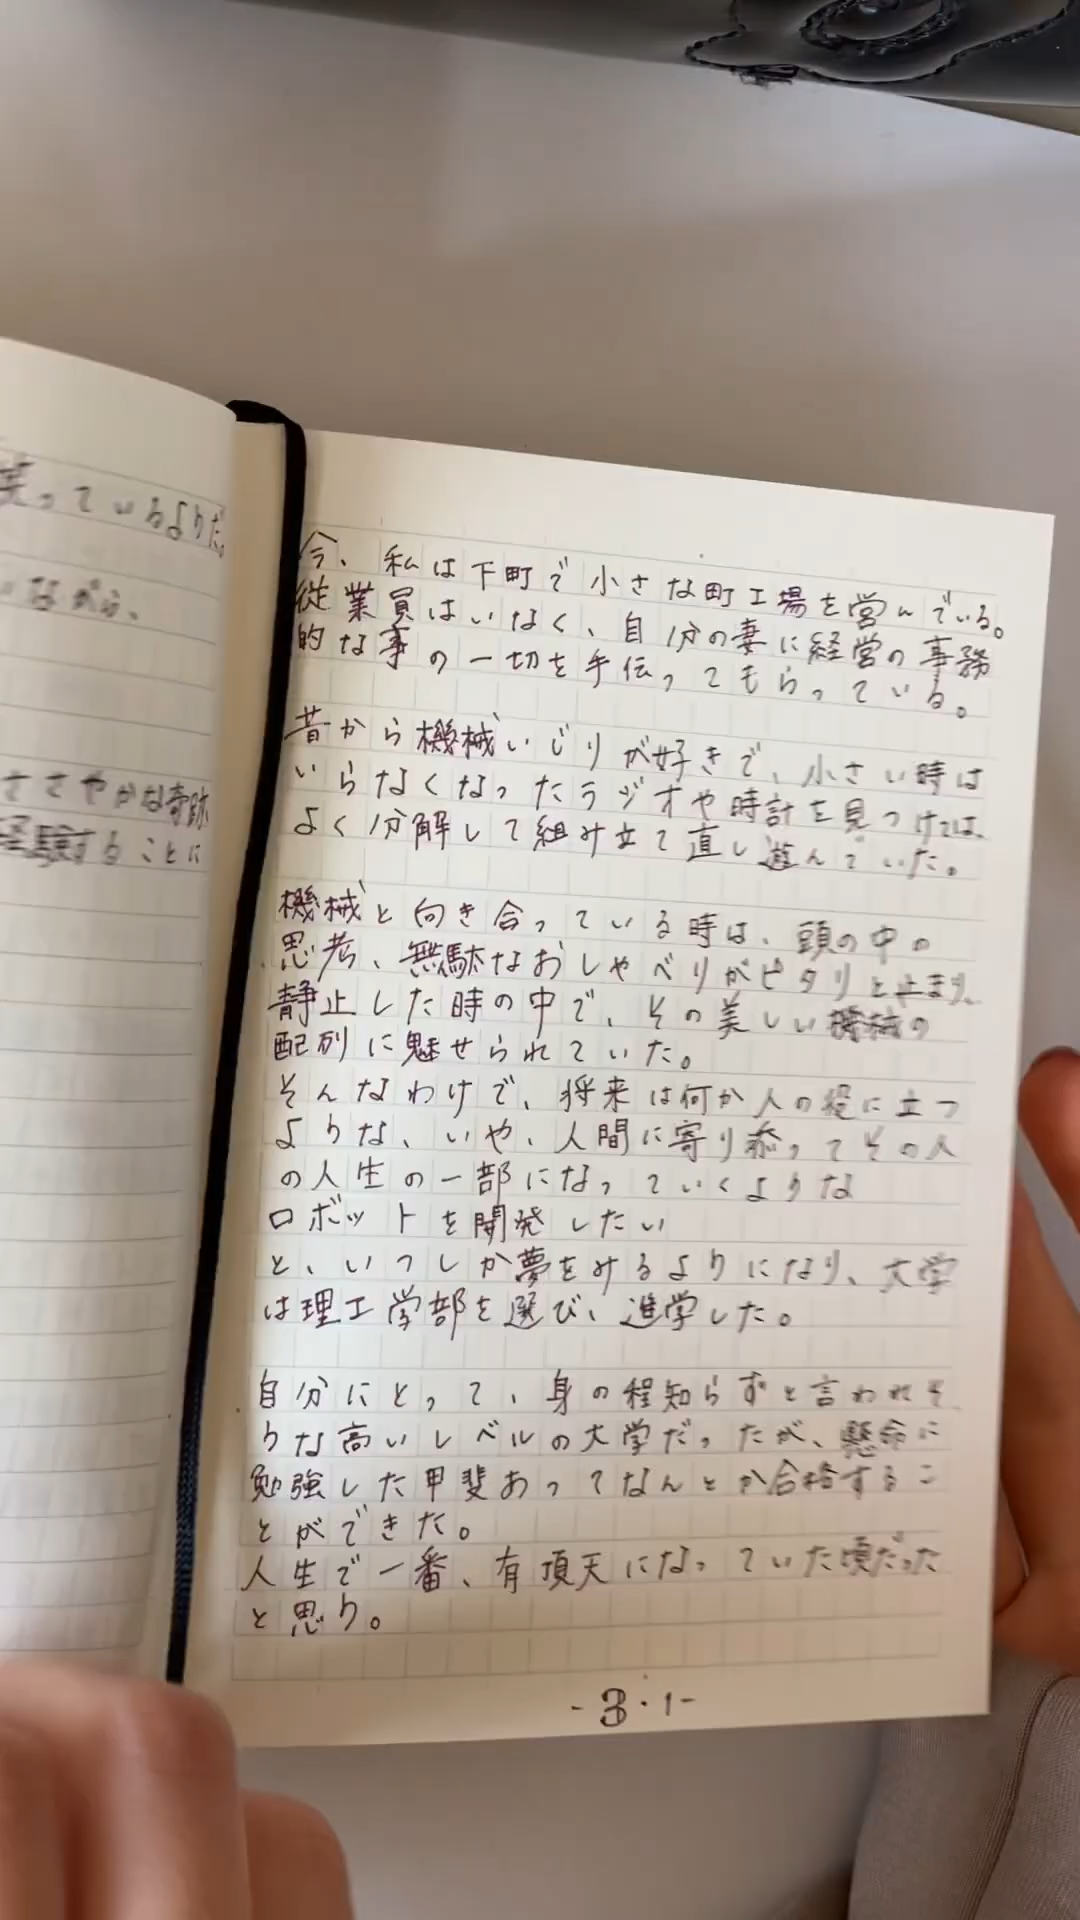 笑っているようだ。
いながら、
ささやかな奇跡
経験することに
今、私は下町で小さな町工場を営んでいる。
従業員はいなく、自分の妻に経営の事務
的な事の一切を手伝ってもらっている。
昔から機械いじりが好きで、小さい時は
いらなくなったラジオや時計を見つけては、
よく分解して組み立て直し遊んでいた。
機械と向き合っている時は、頭の中の
思考、無駄なおしゃべりがピタリと止まり、
静止した時の中で、その美しい機械の
配列に魅せられていた。
そんなわけで、将来は何か人の役に立つ
ような、いや、人間に寄り添ってその人
の人生の一部になっていくような
ロボットを開発したい
と、いつしか夢をみるようになり、大学
は理工学部を選び、進学した。
自分にとって、身の程知らずと言われそ
うな高いレベルの大学だったが、懸命に
勉強した甲斐あってなんとか合格するこ
とができた。
人生で一番、有頂天になっていた頃だった
と思う。
-3・1-